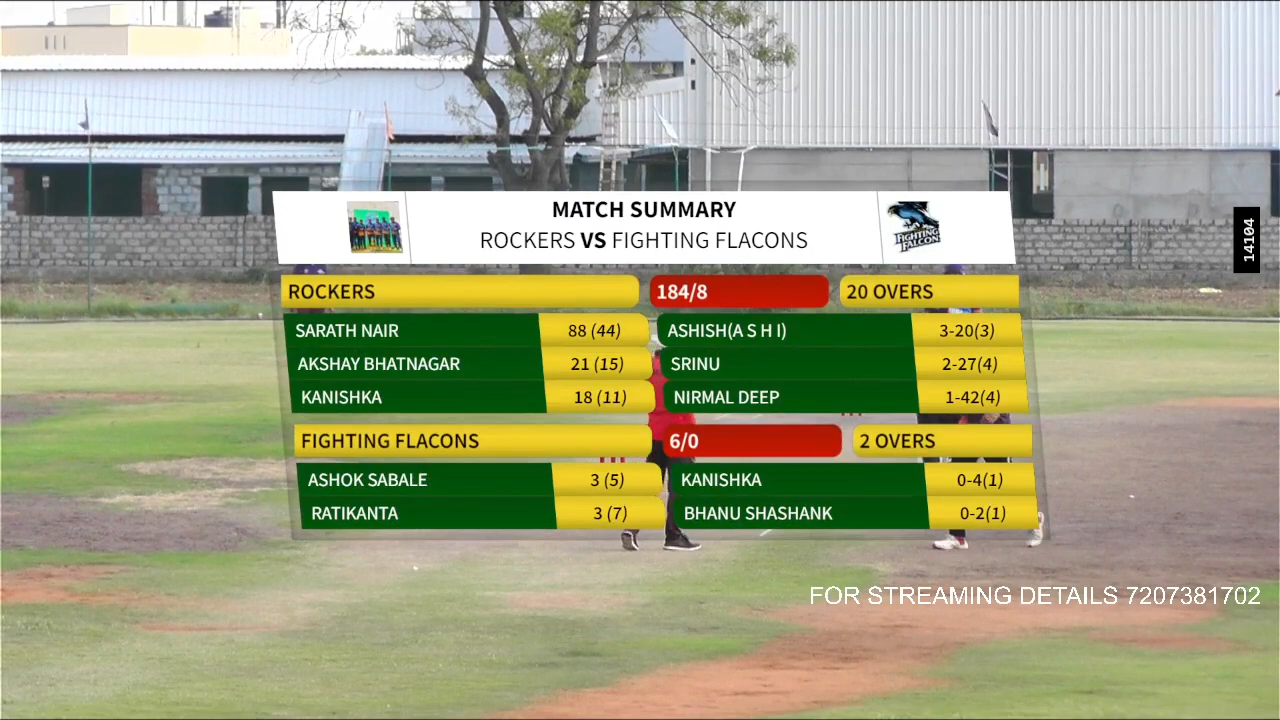 MATCH SUMMARY
ROCKERS VS FIGHTING FLACONS
FIGHTING
FALCON
14104
ROCKERS 184/8 20 OVERS
SARATH NAIR 88 (44) ASHISH(A S H I) 3-20(3)
AKSHAY BHATNAGAR 21 (15) SRINU 2-27(4)
KANISHKA 18 (11) NIRMAL DEEP 1-42(4)
FIGHTING FLACONS 6/0 2 OVERS
ASHOK SABALE 3 (5) KANISHKA 0-4(1)
RATIKANTA 3 (7) BHANU SHASHANK 0-2(1)
FOR STREAMING DETAILS 7207381702